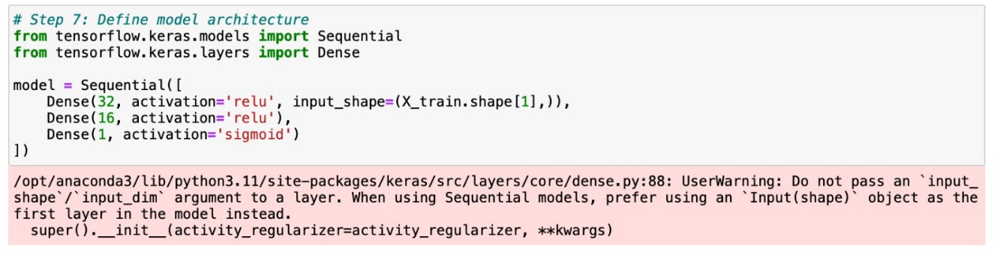 # Step 7: Define model architecture
from tensorflow.keras.models import Sequential
from tensorflow.keras.layers import Dense

model = Sequential([
    Dense(32, activation='relu', input_shape=(X_train.shape[1],)),
    Dense(16, activation='relu'),
    Dense(1, activation='sigmoid')
])
/opt/anaconda3/lib/python3.11/site-packages/keras/src/layers/core/dense.py:88: UserWarning: Do not pass an `input_
shape`/`input_dim` argument to a layer. When using Sequential models, prefer using an `Input(shape)` object as the
first layer in the model instead.
  super().__init__(activity_regularizer=activity_regularizer, **kwargs)